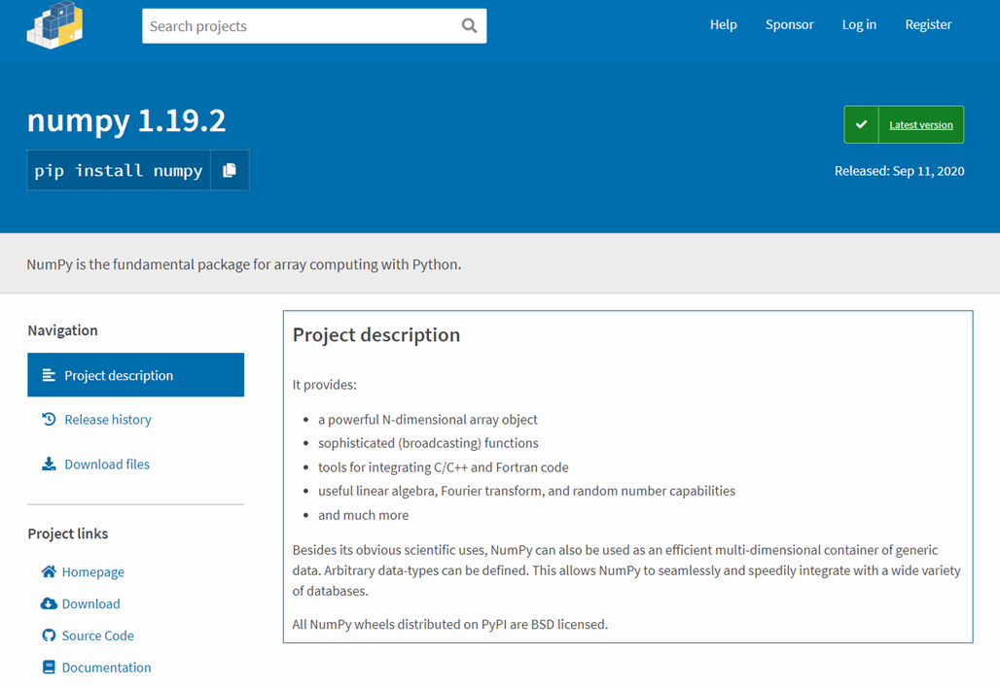 Search projects
Help
Sponsor
Log in
Register
numpy 1.19.2
pip install numpy
Latest version
Released: Sep 11, 2020
NumPy is the fundamental package for array computing with Python.
Navigation
Project description
Release history
Download files
Project links
Homepage
Download
Source Code
Documentation
Project description
It provides:
• a powerful N-dimensional array object
• sophisticated (broadcasting) functions
• tools for integrating C/C++ and Fortran code
• useful linear algebra, Fourier transform, and random number capabilities
• and much more
Besides its obvious scientific uses, NumPy can also be used as an efficient multi-dimensional container of generic
data. Arbitrary data-types can be defined. This allows NumPy to seamlessly and speedily integrate with a wide variety
of databases.
All NumPy wheels distributed on PyPI are BSD licensed.